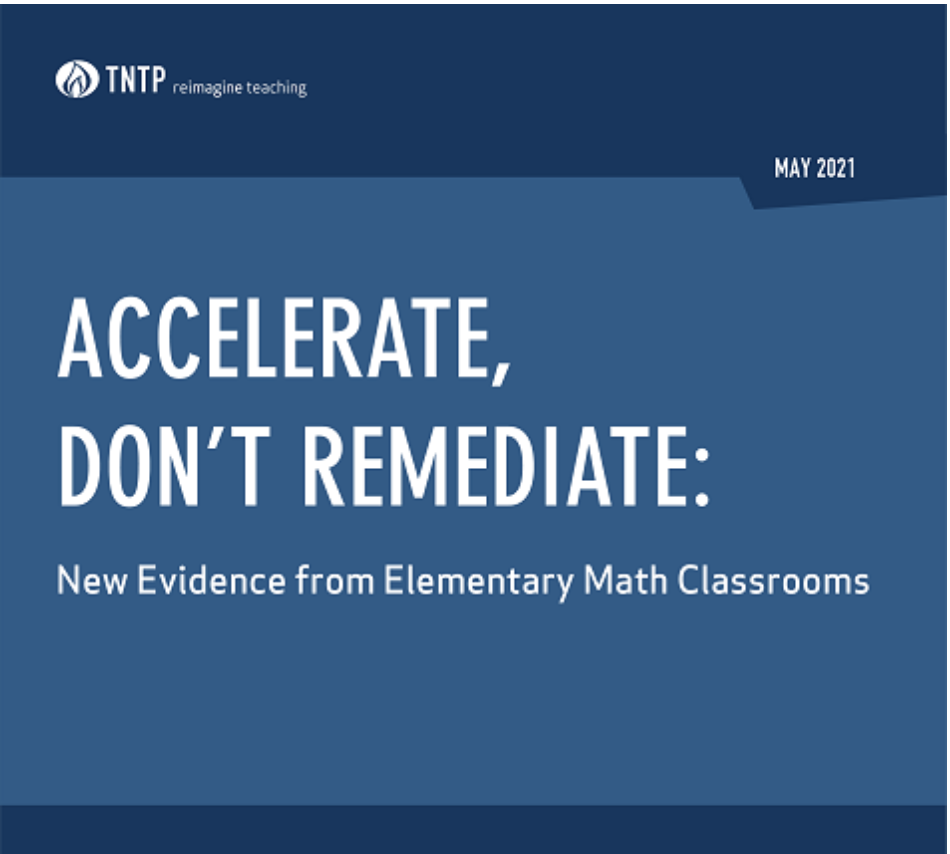 TNTP reimagine teaching
MAY 2021
ACCELERATE,
DON'T REMEDIATE:
New Evidence from Elementary Math Classrooms